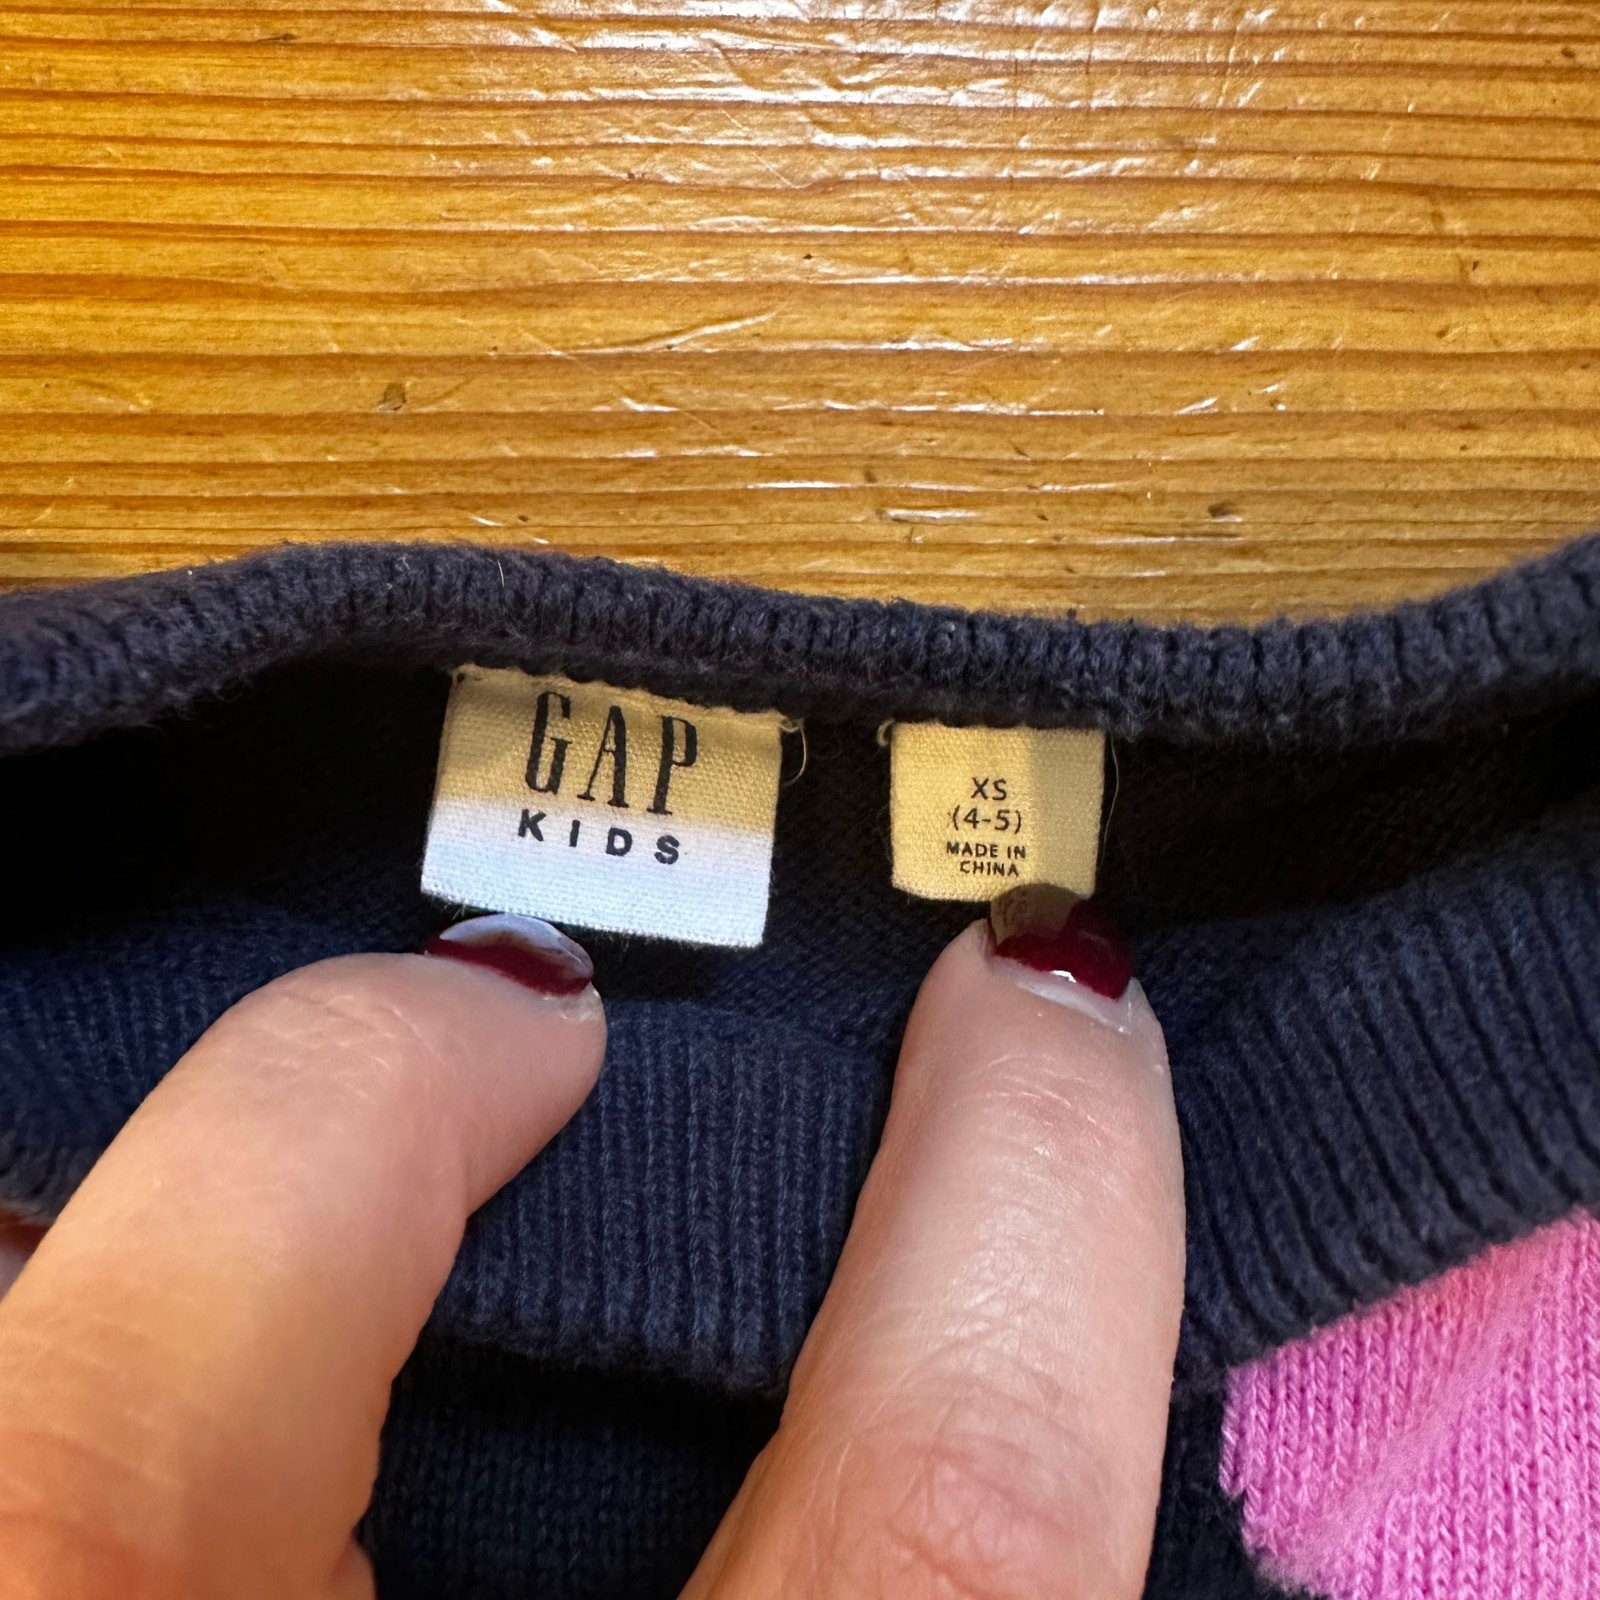 GAP
KIDS
XS
(4-5)
MADE IN
CHINA